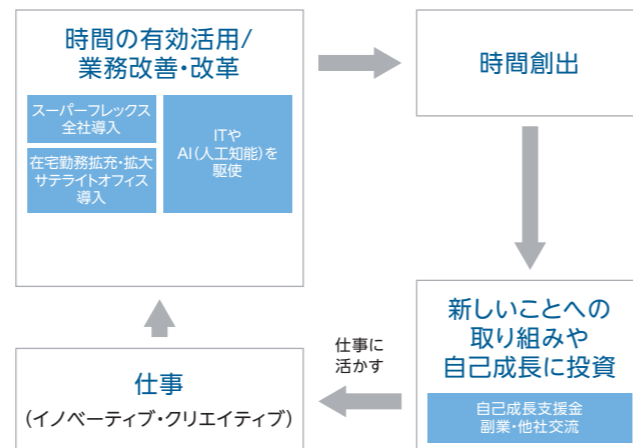 時間の有効活用/
業務改善・改革
スーパーフレックス
全社導入
在宅勤務拡充・拡大
サテライトオフィス
導入
ITや
AI(人工知能)を
駆使
時間創出
新しいことへの
取り組みや
自己成長に投資
自己成長支援金
副業・他社交流
仕事に
活かす
仕事
(イノベーティブ・クリエイティブ)